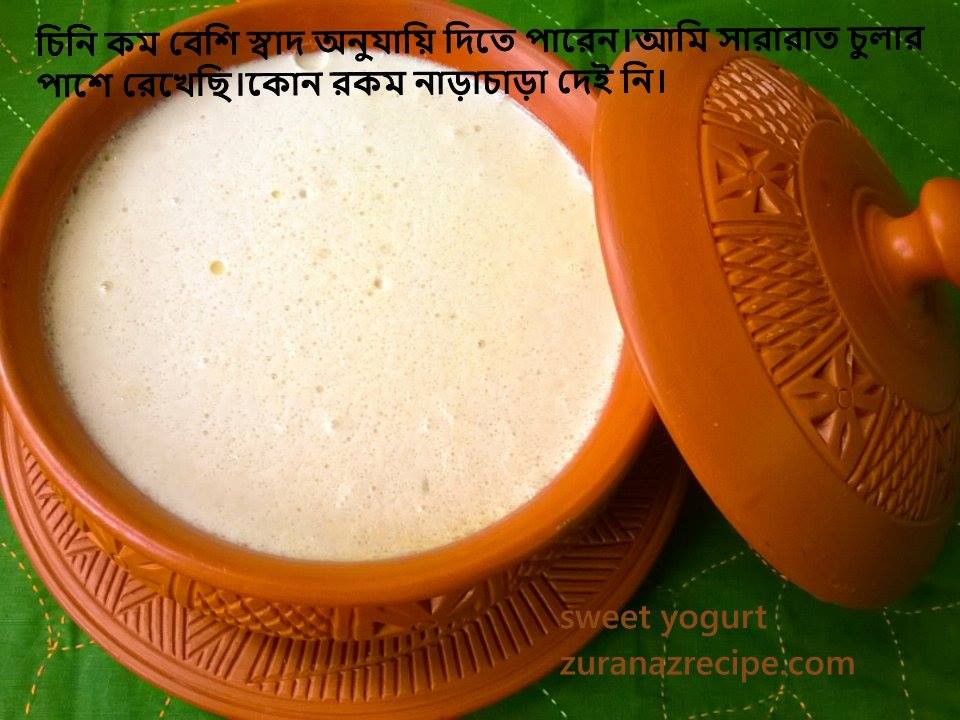 চিনি কম বেশি স্বাদ অনুযায়ি দিতে পারেন।আমি সারারাত চুলার
পাশে রেখেছি।কোন রকম নাড়াচাড়া দেই নি।
sweet yogurt
zuranazrecipe.com